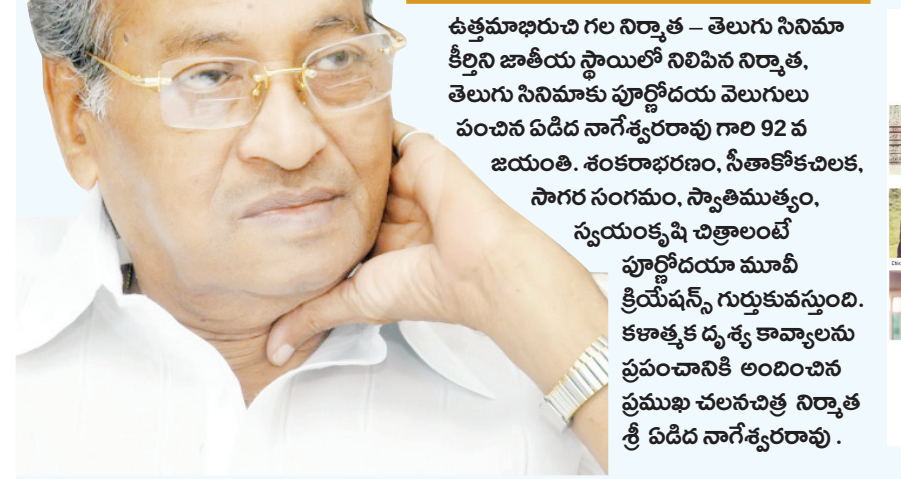 ఉత్తమాభిరుచి గల నిర్మాత – తెలుగు సినిమా
కీర్తిని జాతీయ స్థాయిలో నిలిపిన నిర్మాత,
తెలుగు సినిమాకు పూర్ణోదయ వెలుగులు
పంచిన ఏడిద నాగేశ్వరరావు గారి 92 వ
జయంతి. శంకరాభరణం, సీతాకోకచిలక,
సాగర సంగమం, స్వాతిముత్యం,
స్వయంకృషి చిత్రాలంటే
పూర్ణోదయా మూవీ
క్రియేషన్స్ గుర్తుకువస్తుంది.
కళాత్మక దృశ్య కావ్యాలను
ప్రపంచానికి అందించిన
ప్రముఖ చలనచిత్ర నిర్మాత
శ్రీ ఏడిద నాగేశ్వరరావు .